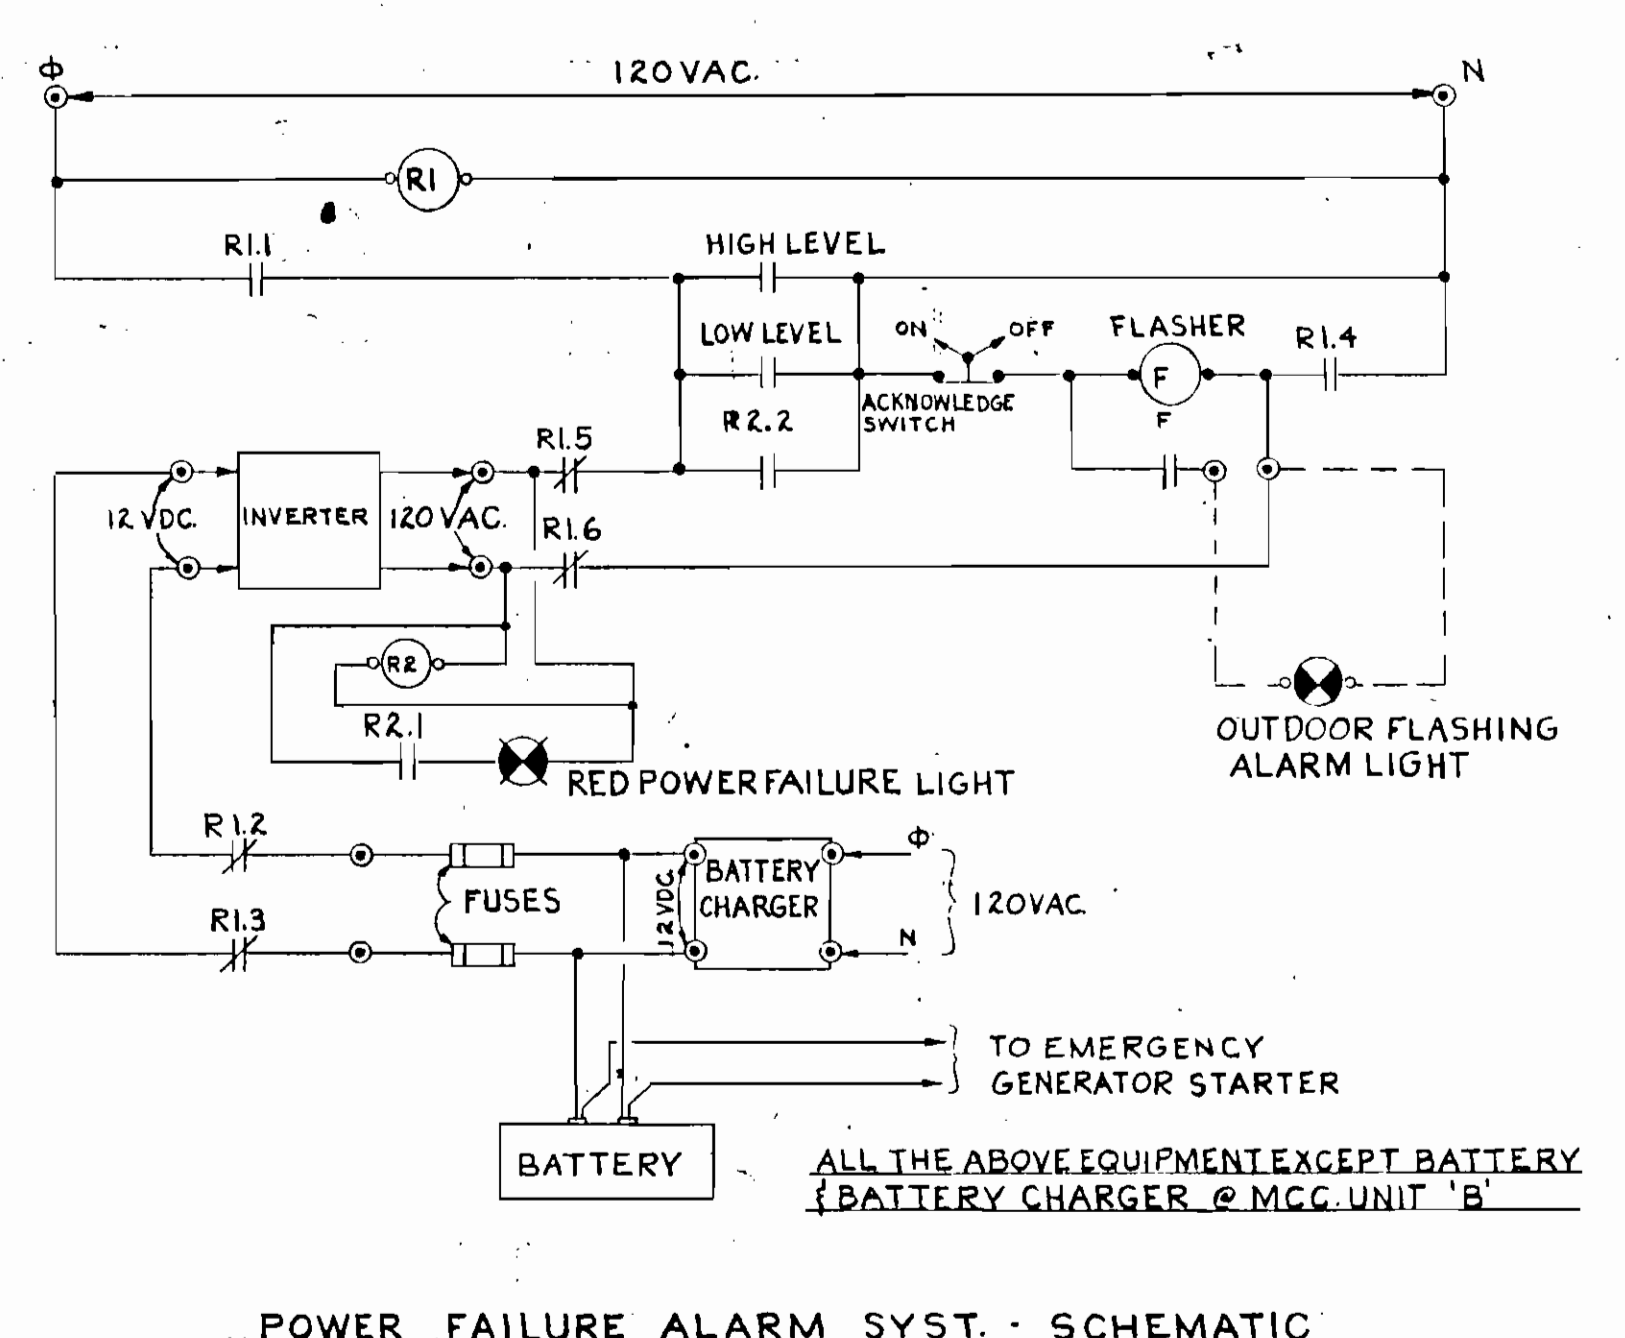 Φ
120VAC.
N
R1
R1.1
HIGH LEVEL
LOW LEVEL
ON
OFF
FLASHER
R1.4
F
F
ACKNOWLEDGE
SWITCH
R2.2
R1.5
12 VDC.
INVERTER
120 VAC.
R1.6
R2
R2.1
RED POWER FAILURE LIGHT
OUTDOOR FLASHING
ALARM LIGHT
R1.2
FUSES
R1.3
12VDC.
BATTERY
CHARGER
Φ
N
120VAC.
TO EMERGENCY
GENERATOR STARTER
BATTERY
ALL THE ABOVE EQUIPMENT EXCEPT BATTERY
& BATTERY CHARGER @ MCC. UNIT 'B'
POWER FAILURE ALARM SYST. - SCHEMATIC